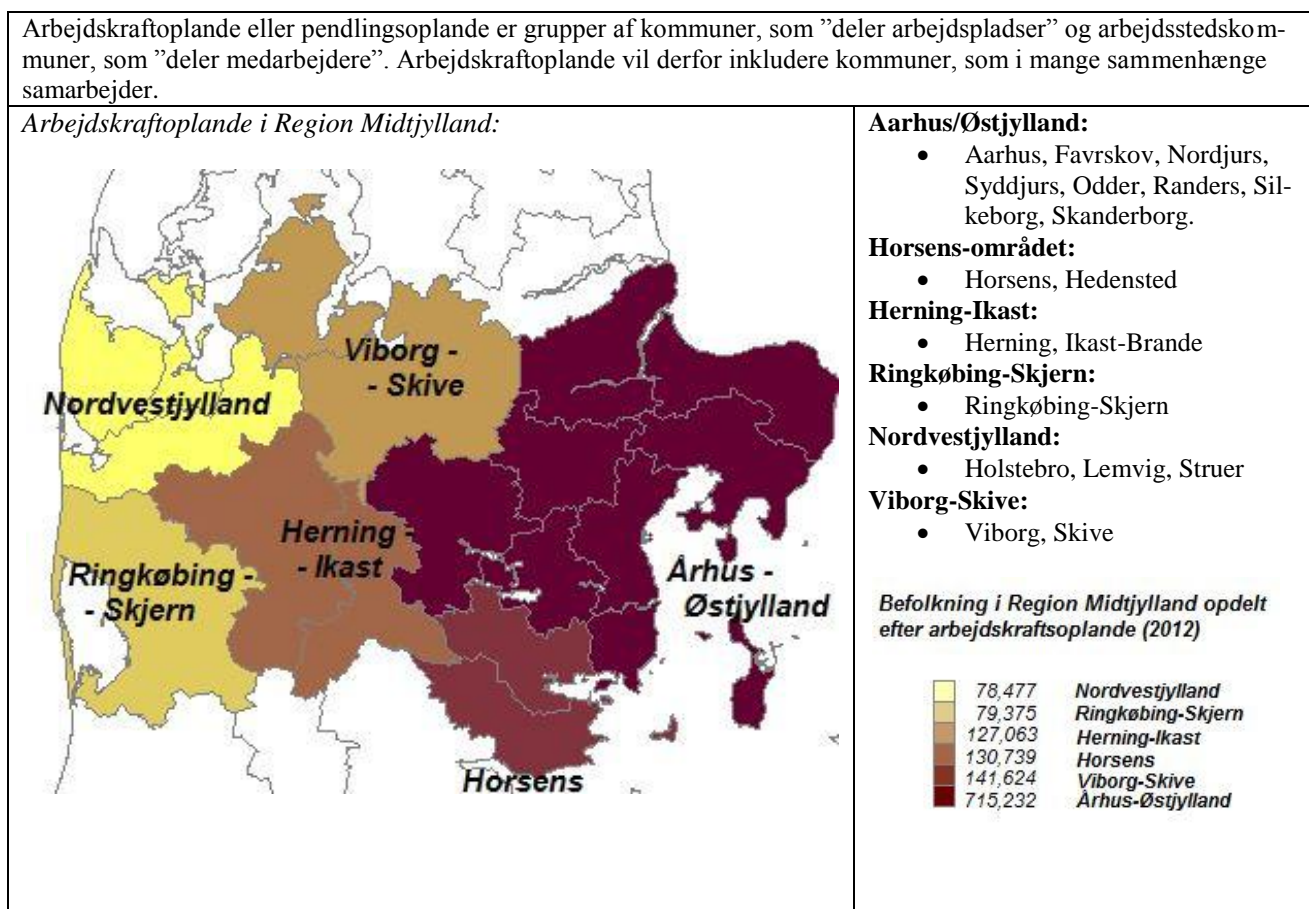 Arbejdskraftoplande eller pendlingsoplande er grupper af kommuner, som ”deler arbejdspladser” og arbejdsstedskom-
muner, som ”deler medarbejdere”. Arbejdskraftoplande vil derfor inkludere kommuner, som i mange sammenhænge
samarbejder.
Arbejdskraftoplande i Region Midtjylland:
Viborg -
- Skive
Nordvestjylland
Herning -
- Ikast
Ringkøbing -
- Skjern
Århus -
Østjylland
Horsens
Aarhus/Østjylland:
• Aarhus, Favrskov, Nordjurs,
Syddjurs, Odder, Randers, Sil-
keborg, Skanderborg.
Horsens-området:
• Horsens, Hedensted
Herning-Ikast:
• Herning, Ikast-Brande
Ringkøbing-Skjern:
• Ringkøbing-Skjern
Nordvestjylland:
• Holstebro, Lemvig, Struer
Viborg-Skive:
• Viborg, Skive
Befolkning i Region Midtjylland opdelt
efter arbejdskraftsoplande (2012)
78,477 Nordvestjylland
79,375 Ringkøbing-Skjern
127,063 Herning-Ikast
130,739 Horsens
141,624 Viborg-Skive
715,232 Århus-Østjylland